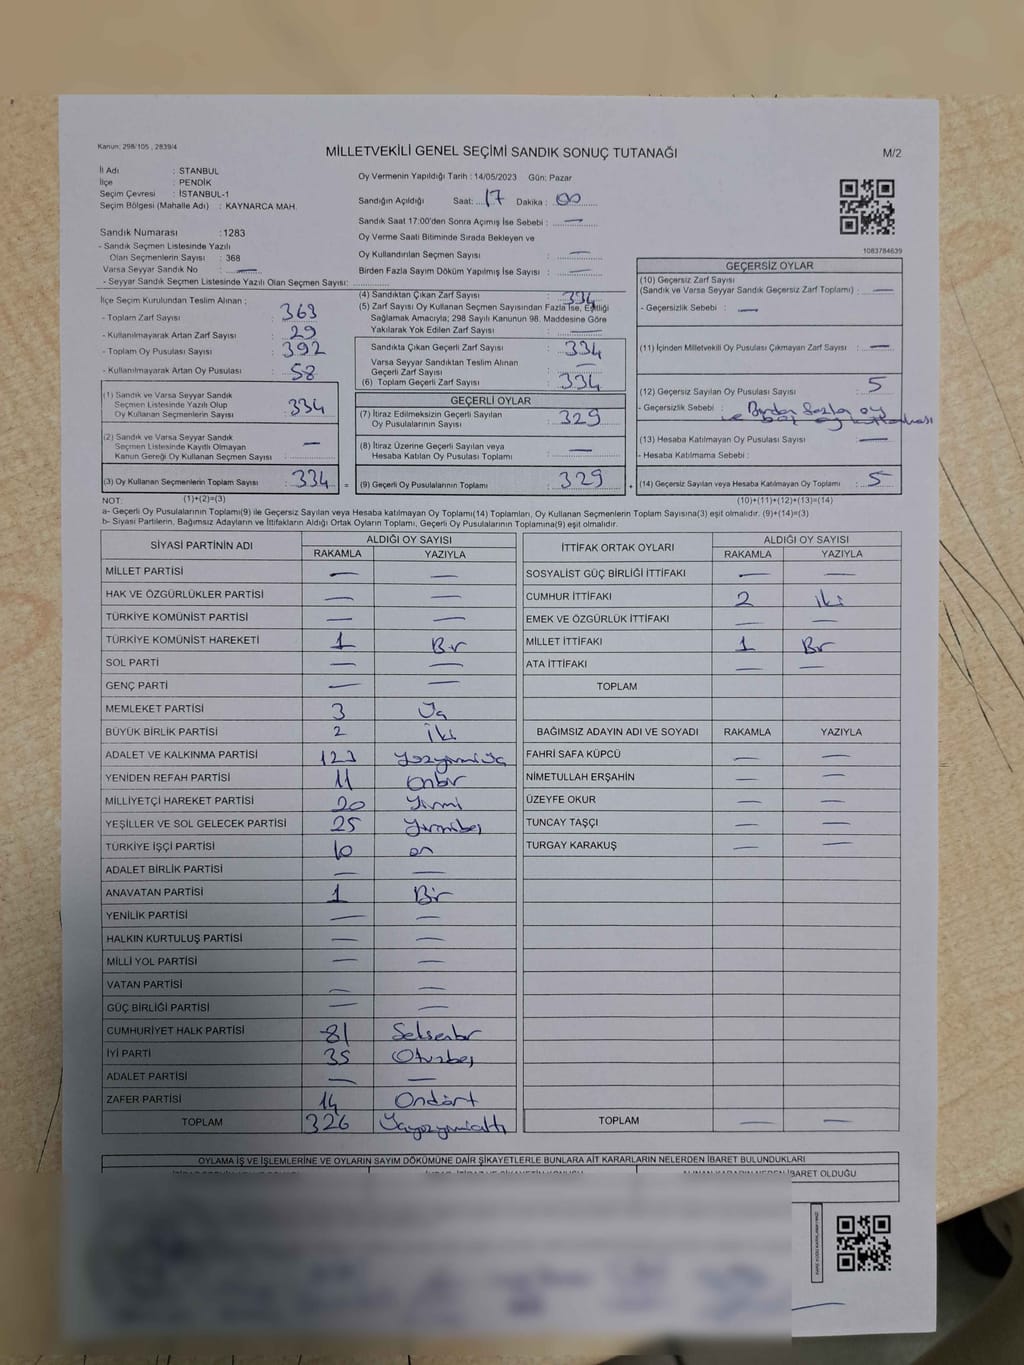 Kanun: 298/105 , 2839/4
MİLLETVEKİLİ GENEL SEÇİMİ SANDIK SONUÇ TUTANAĞI
M/2
İl Adı : STANBUL
İlçe : PENDİK
Seçim Çevresi : İSTANBUL-1
Seçim Bölgesi (Mahalle Adı) : KAYNARCA MAH.
Sandık Numarası : 1283
- Sandık Seçmen Listesinde Yazılı
Olan Seçmenlerin Sayısı : 368
Varsa Seyyar Sandık No : —
- Seyyar Sandık Seçmen Listesinde Yazılı Olan Seçmen Sayısı:
Oy Vermenin Yapıldığı Tarih : 14/05/2023 Gün: Pazar
Sandığın Açıldığı Saat: 17 Dakika : 00
Sandık Saat 17:00'den Sonra Açımış İse Sebebi : —
Oy Verme Saati Bitiminde Sırada Bekleyen ve
Oy Kullandırılan Seçmen Sayısı : —
Birden Fazla Sayım Döküm Yapılmış İse Sayısı : —
1083784639
İlçe Seçim Kurulundan Teslim Alınan ;
- Toplam Zarf Sayısı : 363
- Kullanılmayarak Artan Zarf Sayısı : 29
- Toplam Oy Pusulası Sayısı : 392
- Kullanılmayarak Artan Oy Pusulası : 58
(1) Sandık ve Varsa Seyyar Sandık
Seçmen Listesinde Yazılı Olup
Oy Kullanan Seçmenlerin Sayısı : 334
(2) Sandık ve Varsa Seyyar Sandık
Seçmen Listesinde Kayıtlı Olmayan
Kanun Gereği Oy Kullanan Seçmen Sayısı : —
(3) Oy Kullanan Seçmenlerin Toplam Sayısı : 334 =
(4) Sandıktan Çıkan Zarf Sayısı : 334
(5) Zarf Sayısı Oy Kullanan Seçmen Sayısından Fazla İse, Eşitliği
Sağlamak Amacıyla; 298 Sayılı Kanunun 98. Maddesine Göre
Yakılarak Yok Edilen Zarf Sayısı : —
Sandıkta Çıkan Geçerli Zarf Sayısı : 334
Varsa Seyyar Sandıktan Teslim Alınan
Geçerli Zarf Sayısı : —
(6) Toplam Geçerli Zarf Sayısı : 334
GEÇERLİ OYLAR
(7) İtiraz Edilmeksizin Geçerli Sayılan
Oy Pusulalarının Sayısı : 329
(8) İtiraz Üzerine Geçerli Sayılan veya
Hesaba Katılan Oy Pusulası Toplamı : —
(9) Geçerli Oy Pusulalarının Toplamı : 329 +
GEÇERSİZ OYLAR
(10) Geçersiz Zarf Sayısı
(Sandık ve Varsa Seyyar Sandık Geçersiz Zarf Toplamı) : —
- Geçersizlik Sebebi : —
(11) İçinden Milletvekili Oy Pusulası Çıkmayan Zarf Sayısı : —
(12) Geçersiz Sayılan Oy Pusulası Sayısı : 5
- Geçersizlik Sebebi : Birden fazla oy
ve boş oy
(13) Hesaba Katılmayan Oy Pusulası Sayısı : —
- Hesaba Katılmama Sebebi :
(14) Geçersiz Sayılan veya Hesaba Katılmayan Oy Toplamı : 5
NOT: (1)+(2)=(3) (10)+(11)+(12)+(13)=(14)
a- Geçerli Oy Pusulalarının Toplamı(9) ile Geçersiz Sayılan veya Hesaba Katılmayan Oy Toplamı(14) Toplamları, Oy Kullanan Seçmenlerin Toplam Sayısına(3) eşit olmalıdır. (9)+(14)=(3)
b- Siyasi Partilerin, Bağımsız Adayların ve İttifakların Aldığı Ortak Oyların Toplamı, Geçerli Oy Pusulalarının Toplamına(9) eşit olmalıdır.
SİYASİ PARTİNİN ADI ALDIĞI OY SAYISI
RAKAMLA YAZIYLA
MİLLET PARTİSİ — —
HAK VE ÖZGÜRLÜKLER PARTİSİ — —
TÜRKİYE KOMÜNİST PARTİSİ — —
TÜRKİYE KOMÜNİST HAREKETİ 1 Bir
SOL PARTİ — —
GENÇ PARTİ — —
MEMLEKET PARTİSİ 3 Üç
BÜYÜK BİRLİK PARTİSİ 2 İki
ADALET VE KALKINMA PARTİSİ 123 Yüzyirmiüç
YENİDEN REFAH PARTİSİ 11 Onbir
MİLLİYETÇİ HAREKET PARTİSİ 20 Yirmi
YEŞİLLER VE SOL GELECEK PARTİSİ 25 Yirmibeş
TÜRKİYE İŞÇİ PARTİSİ 10 on
ADALET BİRLİK PARTİSİ — —
ANAVATAN PARTİSİ 1 Bir
YENİLİK PARTİSİ — —
HALKIN KURTULUŞ PARTİSİ — —
MİLLİ YOL PARTİSİ — —
VATAN PARTİSİ — —
GÜÇ BİRLİĞİ PARTİSİ — —
CUMHURİYET HALK PARTİSİ 81 Seksenbir
İYİ PARTİ 35 Otuzbeş
ADALET PARTİSİ — —
ZAFER PARTİSİ 14 Ondört
TOPLAM 326 Üçyüzyirmialtı
İTTİFAK ORTAK OYLARI ALDIĞI OY SAYISI
RAKAMLA YAZIYLA
SOSYALİST GÜÇ BİRLİĞİ İTTİFAKI — —
CUMHUR İTTİFAKI 2 iki
EMEK VE ÖZGÜRLÜK İTTİFAKI — —
MİLLET İTTİFAKI 1 Bir
ATA İTTİFAKI — —
TOPLAM
BAĞIMSIZ ADAYIN ADI VE SOYADI RAKAMLA YAZIYLA
FAHRİ SAFA KÜPCÜ — —
NİMETULLAH ERŞAHİN — —
ÜZEYFE OKUR — —
TUNCAY TAŞÇI — —
TURGAY KARAKUŞ — —
TOPLAM — —
OYLAMA İŞ VE İŞLEMLERİNE VE OYLARIN SAYIM DÖKÜMÜNE DAİR ŞİKAYETLERLE BUNLARA AİT KARARLARIN NELERDEN İBARET BULUNDUKLARI
ALINAN KARARIN NEDEN İBARET OLDUĞU